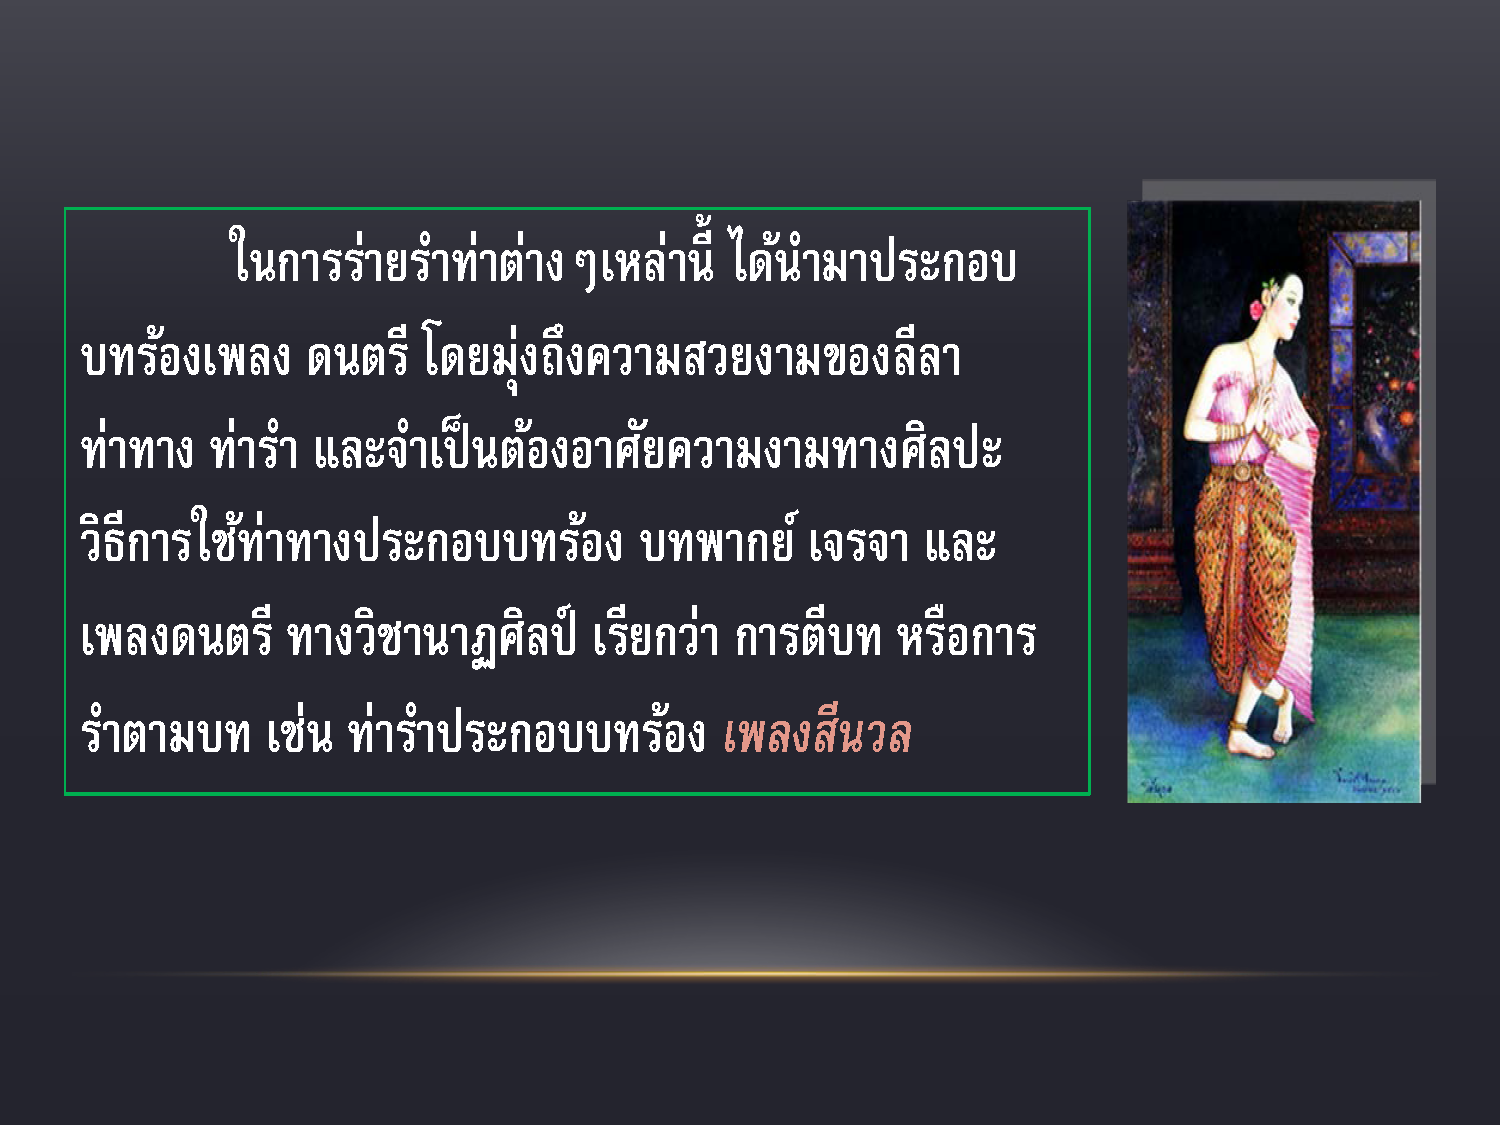 ในการร่ายรำท่าต่าง ๆเหล่านี้ ได้นำมาประกอบ
บทร้องเพลง ดนตรี โดยมุ่งถึงความสวยงามของลีลา
ท่าทาง ท่ารำ และจำเป็นต้องอาศัยความงามทางศิลปะ
วิธีการใช้ท่าทางประกอบบทร้อง บทพากย์ เจรจา และ
เพลงดนตรี ทางวิชานาฏศิลป์ เรียกว่า การตีบท หรือการ
รำตามบท เช่น ท่ารำประกอบบทร้อง เพลงสีนวล